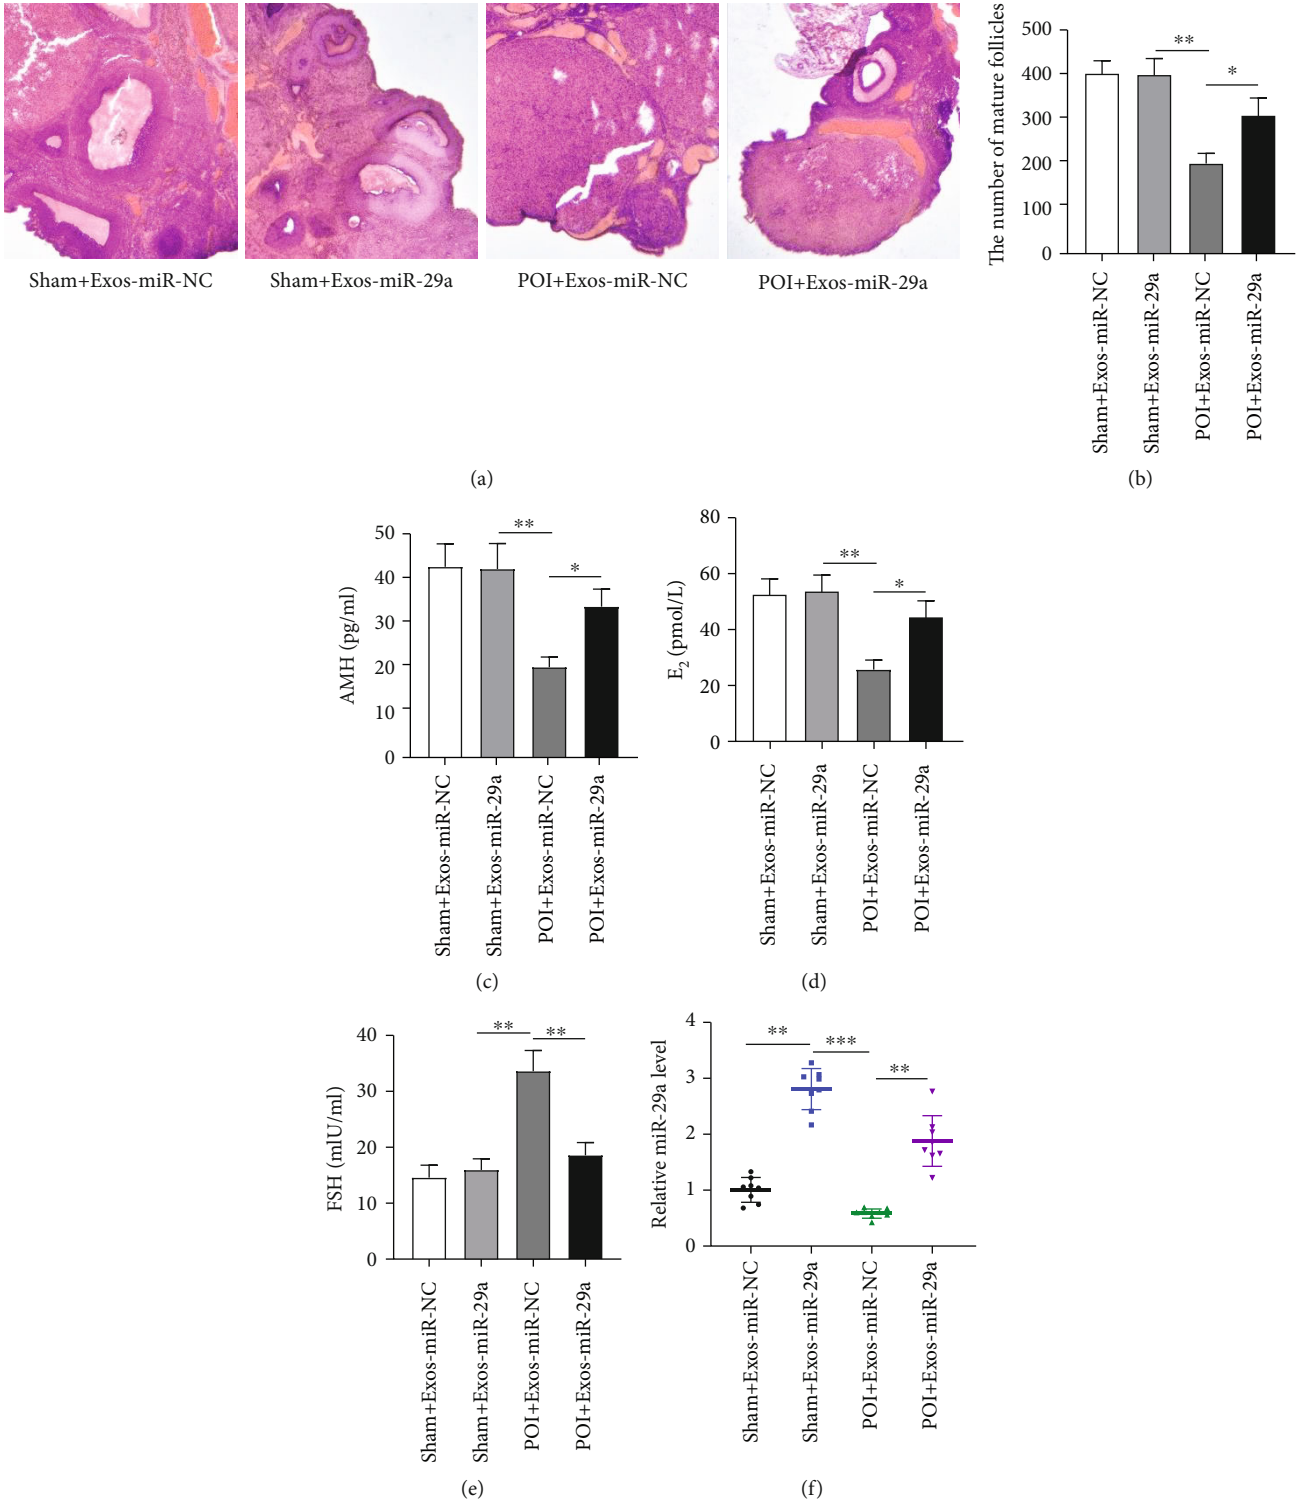 Sham+Exos-miR-NC
Sham+Exos-miR-29a
POI+Exos-miR-NC
POI+Exos-miR-29a
(a)
The number of mature follicles
500
400
300
200
100
0
**
*
Sham+Exos-miR-NC
Sham+Exos-miR-29a
POI+Exos-miR-NC
POI+Exos-miR-29a
(b)
AMH (pg/ml)
50
40
30
20
10
0
**
*
Sham+Exos-miR-NC
Sham+Exos-miR-29a
POI+Exos-miR-NC
POI+Exos-miR-29a
(c)
E2 (pmol/L)
80
60
40
20
0
**
*
Sham+Exos-miR-NC
Sham+Exos-miR-29a
POI+Exos-miR-NC
POI+Exos-miR-29a
(d)
FSH (mlU/ml)
40
30
20
10
0
**
**
Sham+Exos-miR-NC
Sham+Exos-miR-29a
POI+Exos-miR-NC
POI+Exos-miR-29a
(e)
Relative miR-29a level
4
3
2
1
0
**
***
**
Sham+Exos-miR-NC
Sham+Exos-miR-29a
POI+Exos-miR-NC
POI+Exos-miR-29a
(f)